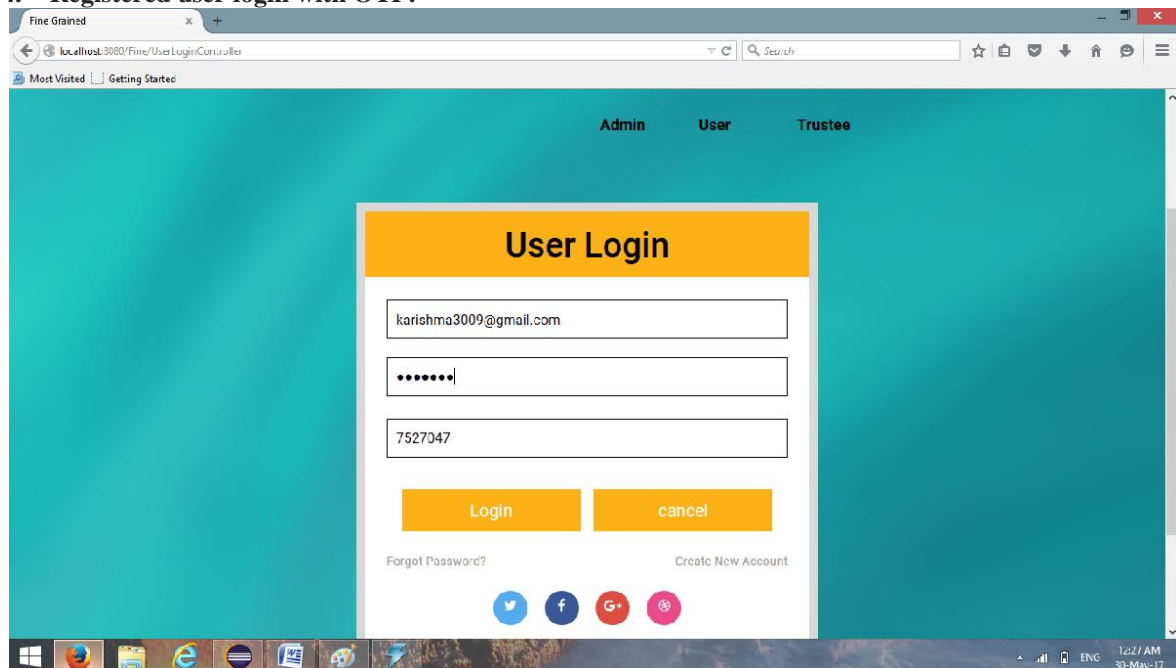 Registered user login with OTP:
Fine Grained x +
localhost:8080/Fine/UserLoginController Search
Most Visited Getting Started
Admin User Trustee
User Login
karishma3009@gmail.com
•••••••
7527047
Login cancel
Forgot Password? Create New Account
ENG 12:27 AM
30-May-17